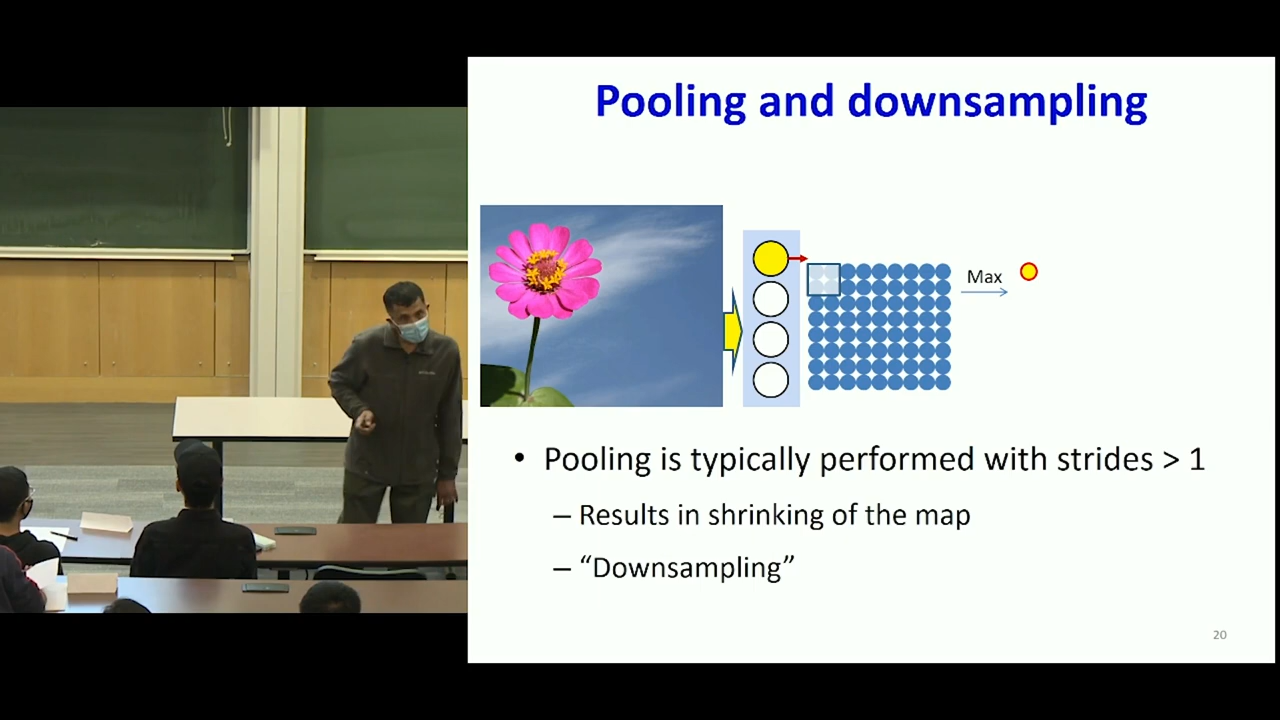 Pooling and downsampling
Max
• Pooling is typically performed with strides > 1
– Results in shrinking of the map
– “Downsampling”
20